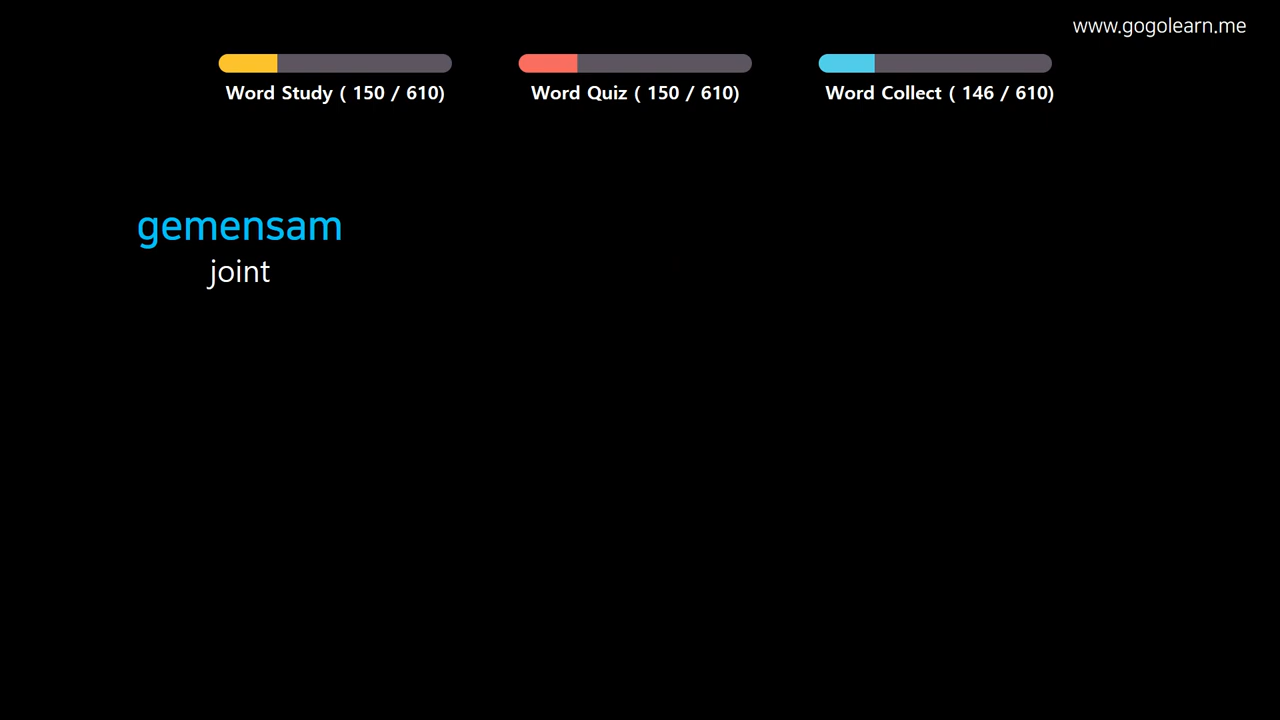 www.gogolearn.me
Word Study ( 150 / 610)
Word Quiz ( 150 / 610)
Word Collect ( 146 / 610)
gemensam
joint